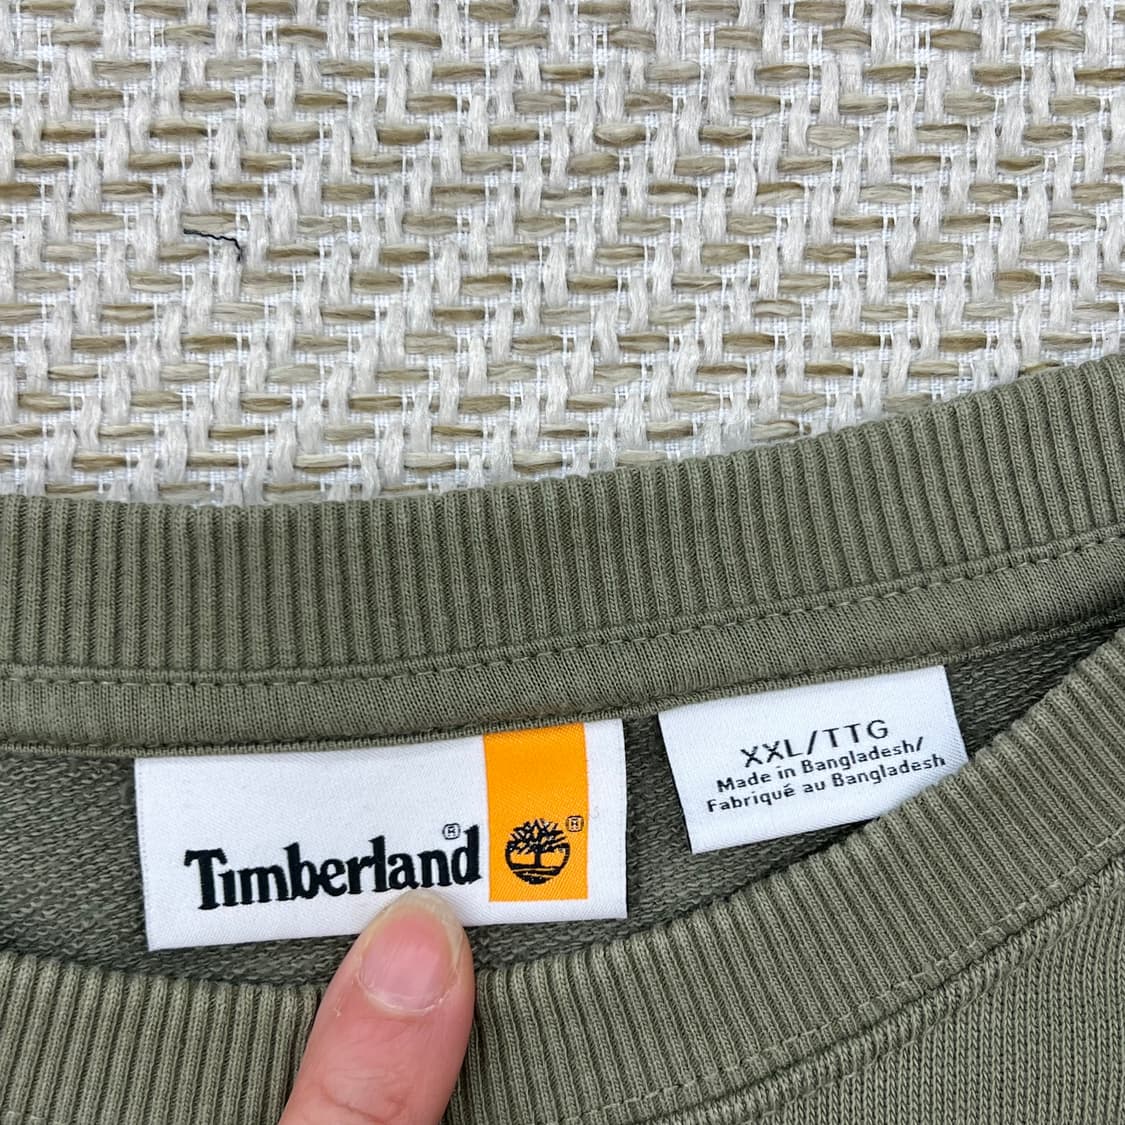 Timberland®
®
XXL/TTG
Made in Bangladesh/
Fabriqué au Bangladesh